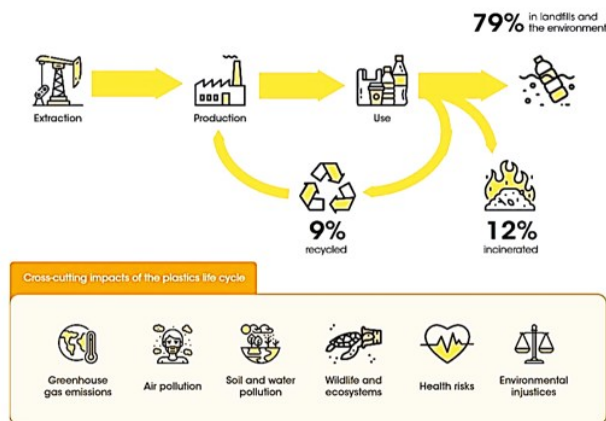 79% in landfills and
the environment
Extraction
Production
Use
9%
recycled
12%
incinerated
Cross-cutting impacts of the plastics life cycle
Greenhouse
gas emissions
Air pollution
Soil and water
pollution
Wildlife and
ecosystems
Health risks
Environmental
injustices